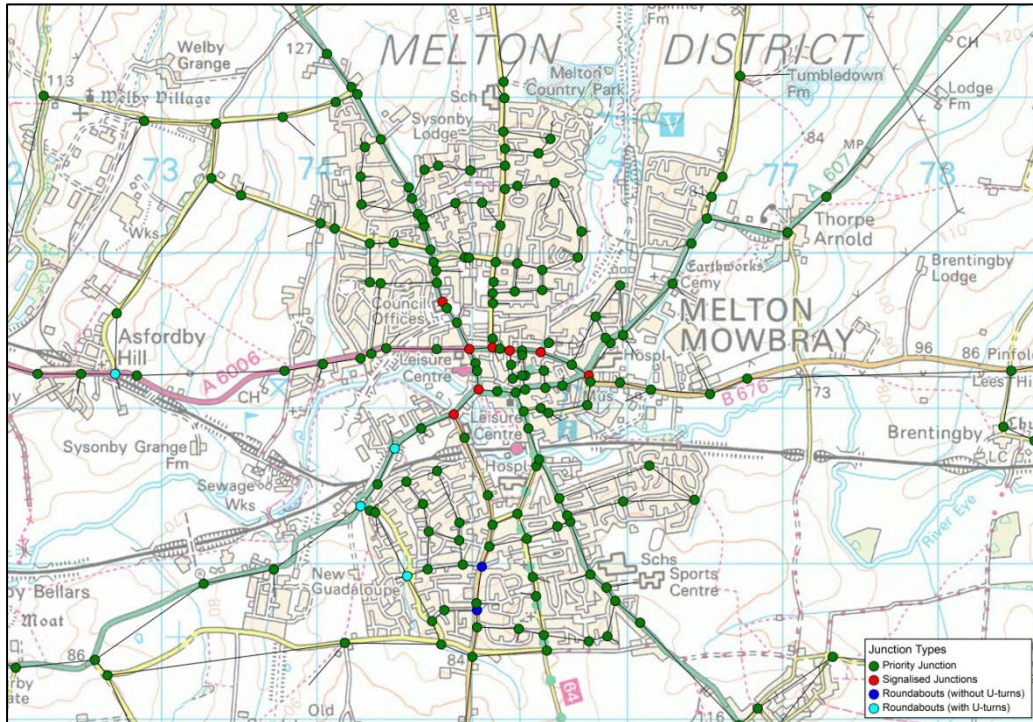 MELTON DISTRICT
Welby
Grange
127
113
Welby Village
Sch
Melton
Country Park
Tumbledown
Fm
CH
Lodge
Fm
Sysonby
Lodge
84
MP
73
74
77
78
A 607
Wks
Thorpe
Arnold
Earthworks
Cemy
Brentingby
Lodge
Council
Offices
MELTON
MOWBRAY
Asfordby
Hill
Hospl
96
86
A 6006
Leisure
Centre
CH
B 676
Mus
73
Leisure
Centre
Sysonby Grange
Fm
Brentingby
LC
Hospl
Sewage
Wks
River Eye
Schs
Sports
Centre
New
Guadaloupe
Moat
86
80
84
64
Old
116
Junction Types
Priority Junction
Signalised Junctions
Roundabouts (without U-turns)
Roundabouts (with U-turns)